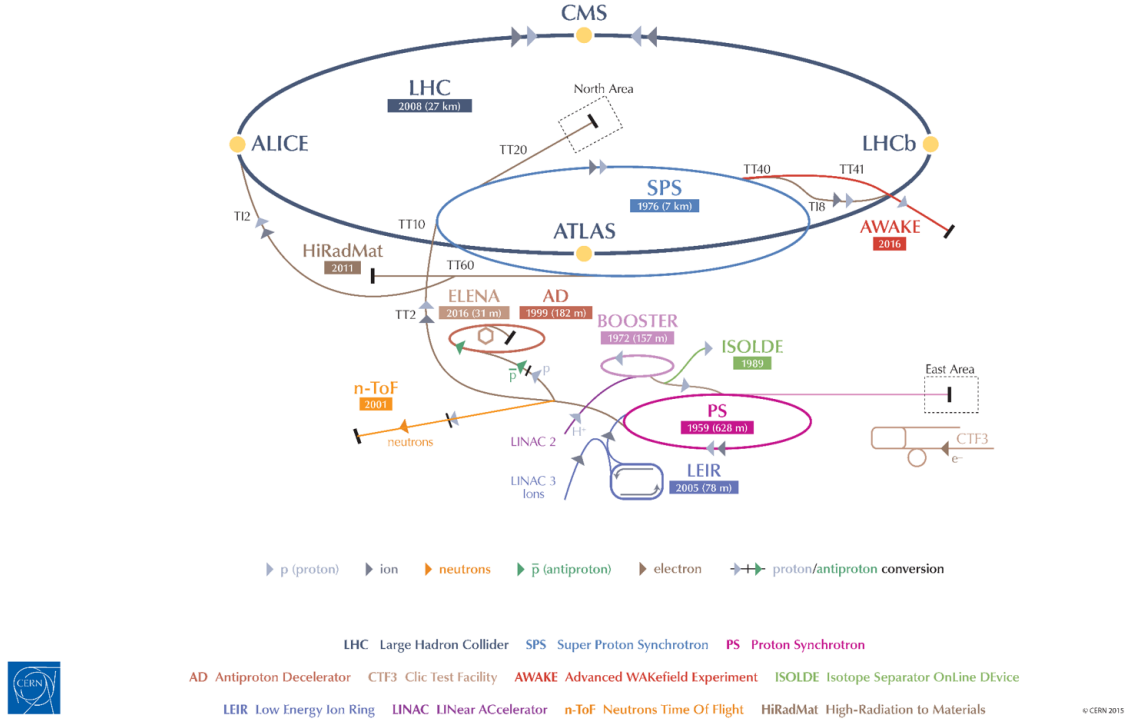 CMS
LHC
2008 (27 km)
North Area
ALICE
TT20
LHCb
TT40
TT41
SPS
1976 (7 km)
TI2
TT10
TI8
ATLAS
AWAKE
2016
HiRadMat
2011
TT60
ELENA
2016 (31 m)
AD
1999 (182 m)
TT2
BOOSTER
1972 (157 m)
ISOLDE
1989
p̅
p
East Area
n-ToF
2001
PS
1959 (628 m)
neutrons
LINAC 2
H⁺
CTF3
e⁻
LEIR
2005 (78 m)
LINAC 3
Ions
p (proton) ion neutrons p̅ (antiproton) electron proton/antiproton conversion
LHC Large Hadron Collider SPS Super Proton Synchrotron PS Proton Synchrotron
AD Antiproton Decelerator CTF3 Clic Test Facility AWAKE Advanced WAKefield Experiment ISOLDE Isotope Separator OnLine DEvice
LEIR Low Energy Ion Ring LINAC LINear ACcelerator n-ToF Neutrons Time Of Flight HiRadMat High-Radiation to Materials
CERN
© CERN 2015